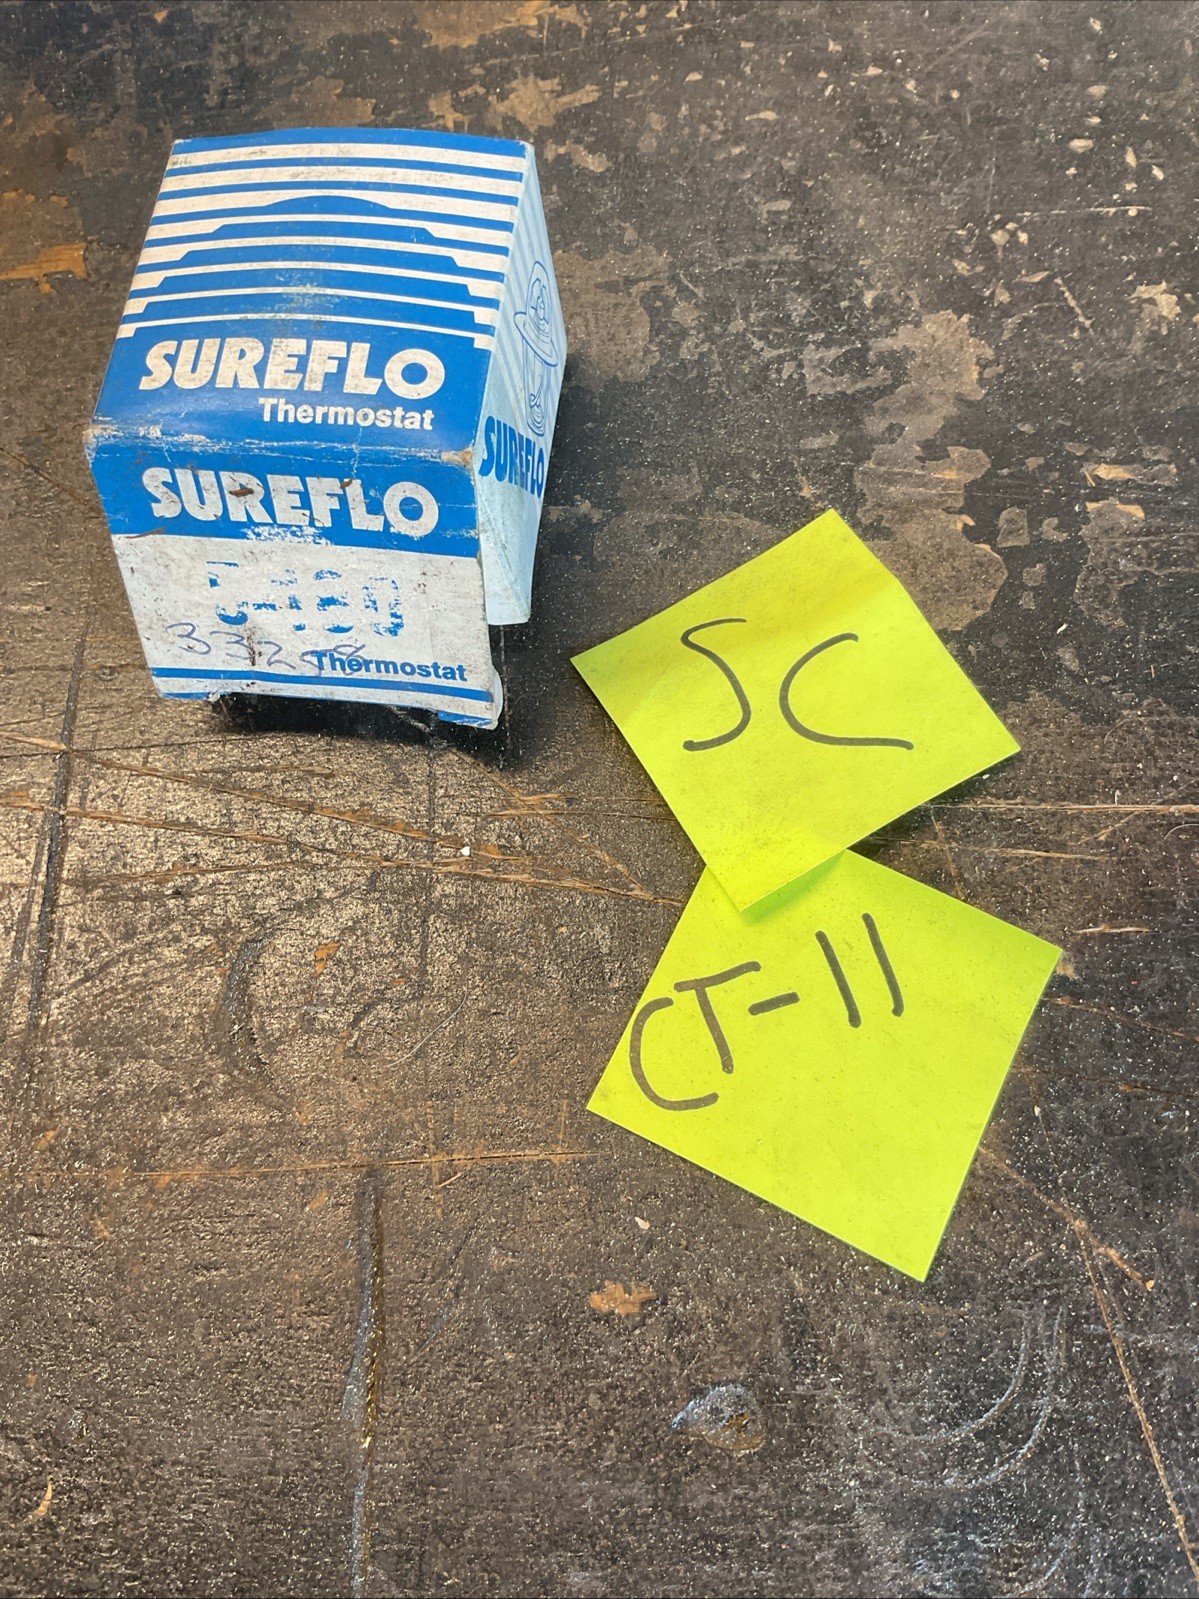 SUREFLO
Thermostat
SUREFLO
SUREFLO
Thermostat
SC
CT-11